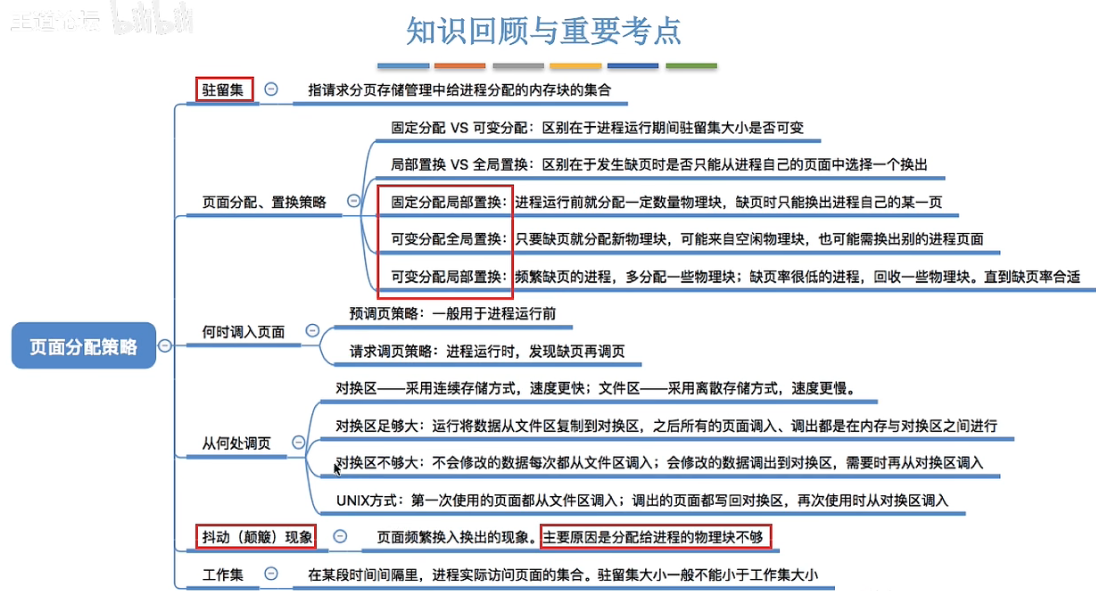 王道论坛 bilibili
知识回顾与重要考点
驻留集
指请求分页存储管理中给进程分配的内存块的集合
固定分配 VS 可变分配：区别在于进程运行期间驻留集大小是否可变
局部置换 VS 全局置换：区别在于发生缺页时是否只能从进程自己的页面中选择一个换出
页面分配、置换策略
固定分配局部置换：进程运行前就分配一定数量物理块，缺页时只能换出进程自己的某一页
可变分配全局置换：只要缺页就分配新物理块，可能来自空闲物理块，也可能需换出别的进程页面
可变分配局部置换：频繁缺页的进程，多分配一些物理块；缺页率很低的进程，回收一些物理块。直到缺页率合适
页面分配策略
何时调入页面
预调页策略：一般用于进程运行前
请求调页策略：进程运行时，发现缺页再调页
对换区——采用连续存储方式，速度更快；文件区——采用离散存储方式，速度更慢。
对换区足够大：运行将数据从文件区复制到对换区，之后所有的页面调入、调出都是在内存与对换区之间进行
从何处调页
对换区不够大：不会修改的数据每次都从文件区调入；会修改的数据调出到对换区，需要时再从对换区调入
UNIX方式：第一次使用的页面都从文件区调入；调出的页面都写回对换区，再次使用时从对换区调入
抖动（颠簸）现象
页面频繁换入换出的现象。主要原因是分配给进程的物理块不够
工作集
在某段时间间隔里，进程实际访问页面的集合。驻留集大小一般不能小于工作集大小